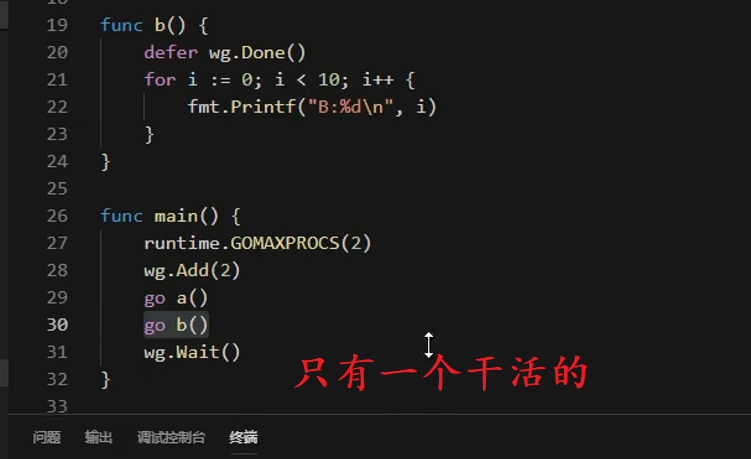 19 func b() {
20     defer wg.Done()
21     for i := 0; i < 10; i++ {
22         fmt.Printf("B:%d\n", i)
23     }
24 }
25
26 func main() {
27     runtime.GOMAXPROCS(2)
28     wg.Add(2)
29     go a()
30     go b()
31     wg.Wait()
32 }
只有一个干活的
33
问题 输出 调试控制台 终端